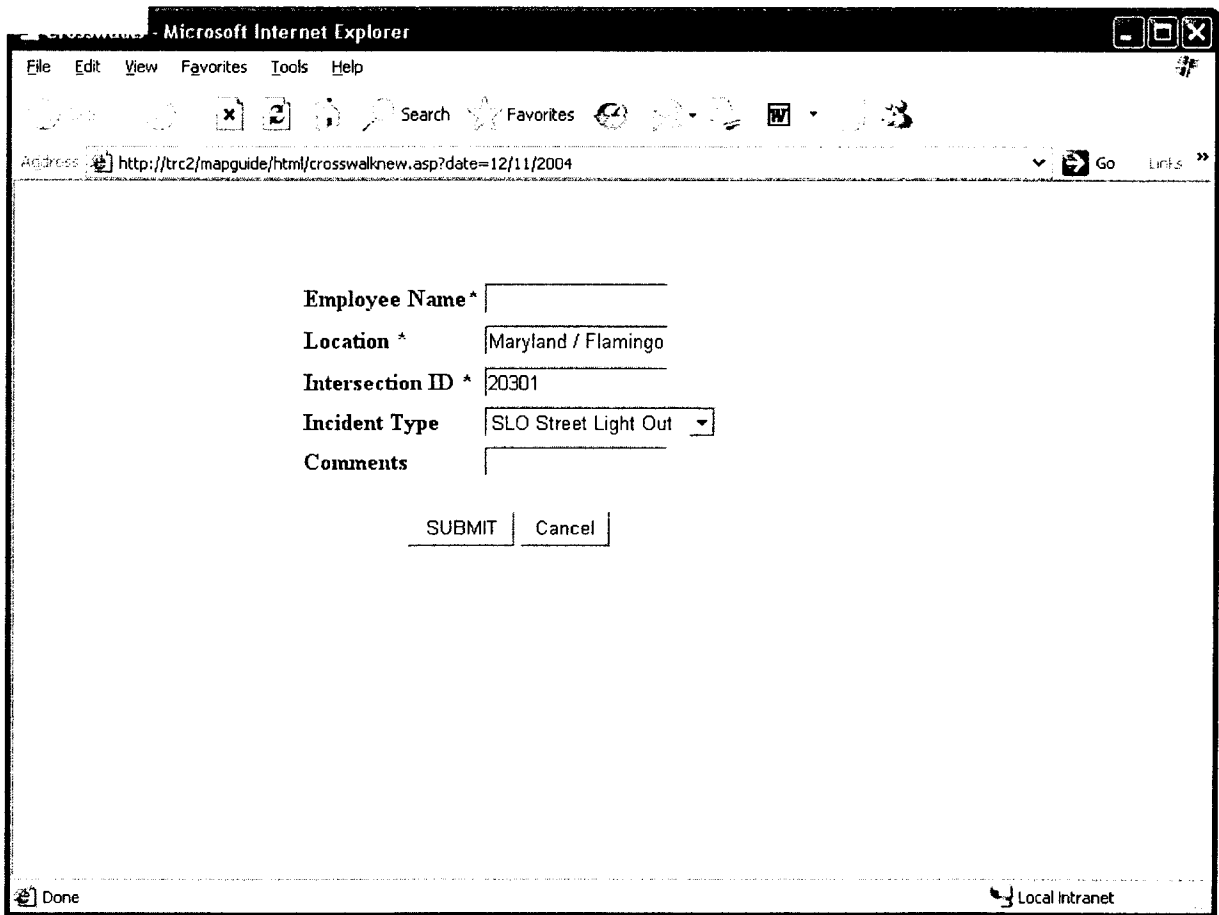 - Microsoft Internet Explorer
File Edit View Favorites Tools Help
Search Favorites
Address http://trc2/mapguide/html/crosswalknew.asp?date=12/11/2004 Go Links »
Employee Name*
Location * Maryland / Flamingo
Intersection ID * 20301
Incident Type SLO Street Light Out
Comments
SUBMIT Cancel
Done Local intranet